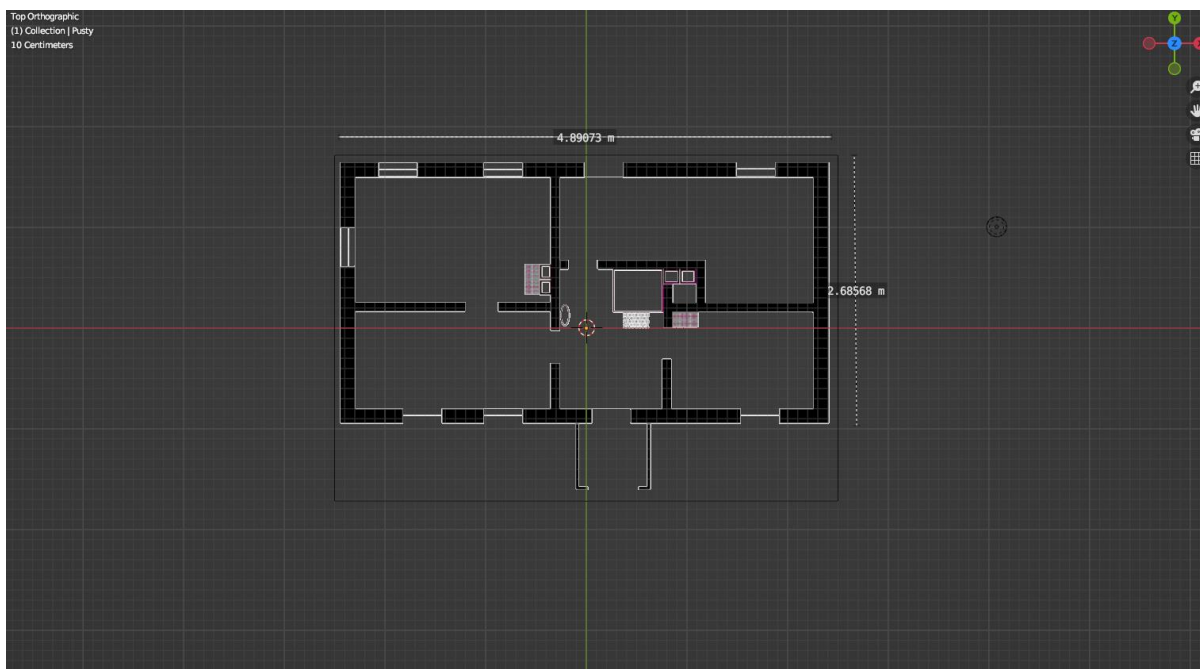 Top Orthographic
(1) Collection | Pusty
10 Centimeters
Y
Z
4.89073 m
2.68568 m